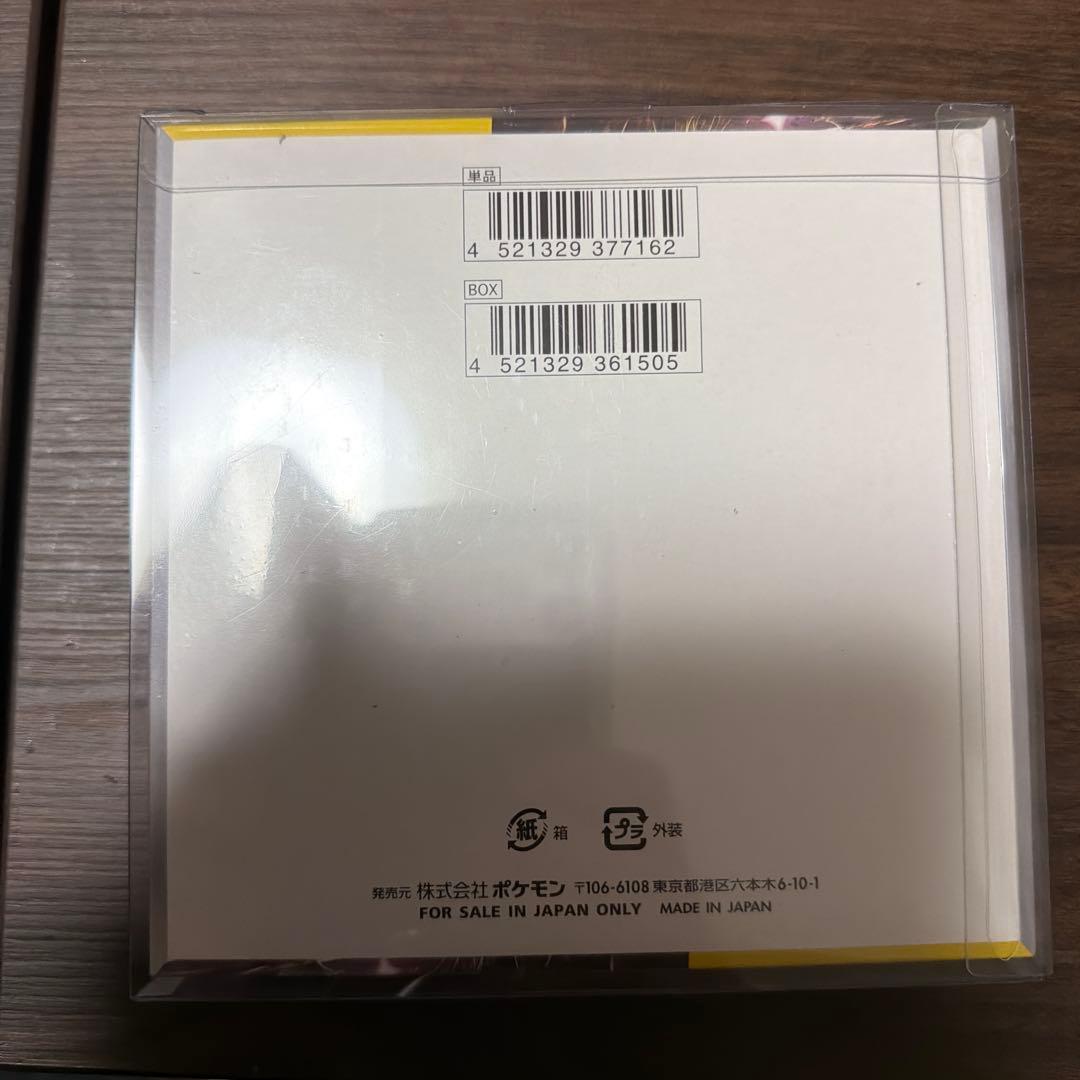 単品
4 521329 377162
BOX
4 521329 361505
紙 箱 プラ 外装
発売元 株式会社 ポケモン 〒106-6108 東京都港区六本木6-10-1
FOR SALE IN JAPAN ONLY MADE IN JAPAN